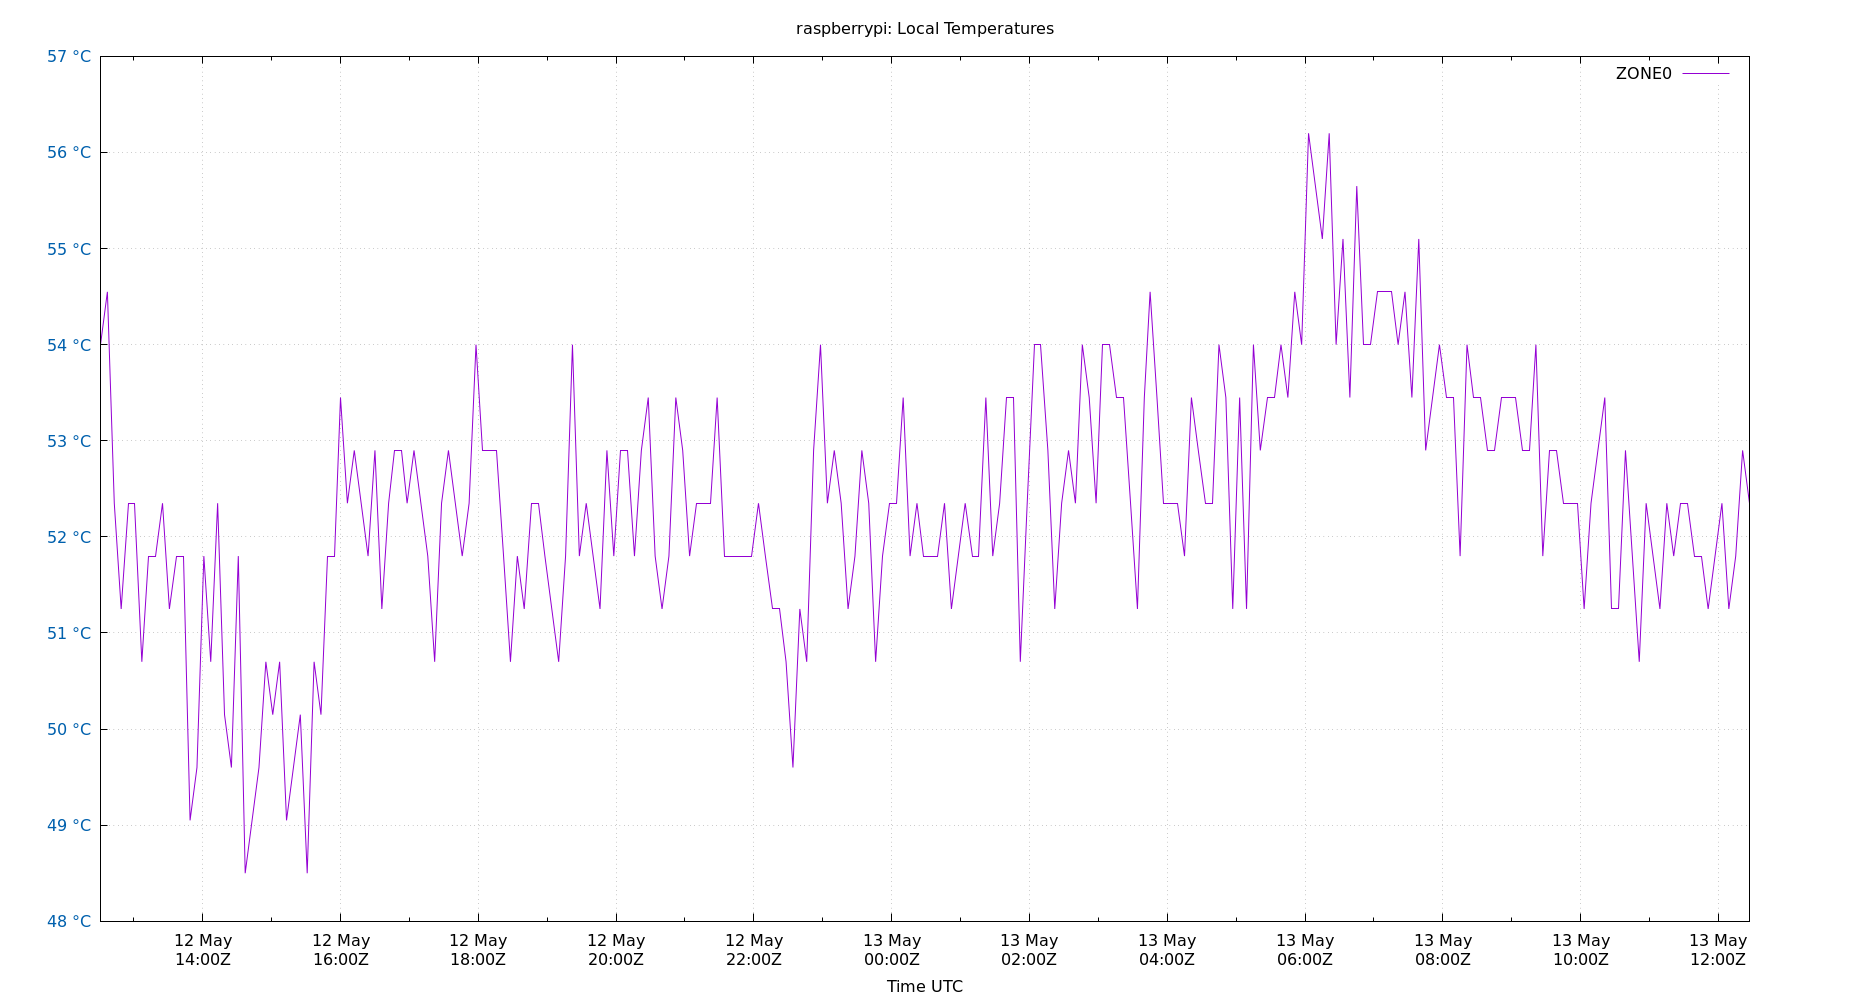 raspberrypi: Local Temperatures
57 °C
ZONE0
56 °C
55 °C
54 °C
53 °C
52 °C
51 °C
50 °C
49 °C
48 °C
12 May 12 May 12 May 12 May 12 May 13 May 13 May 13 May 13 May 13 May 13 May 13 May
14:00Z 16:00Z 18:00Z 20:00Z 22:00Z 00:00Z 02:00Z 04:00Z 06:00Z 08:00Z 10:00Z 12:00Z
Time UTC